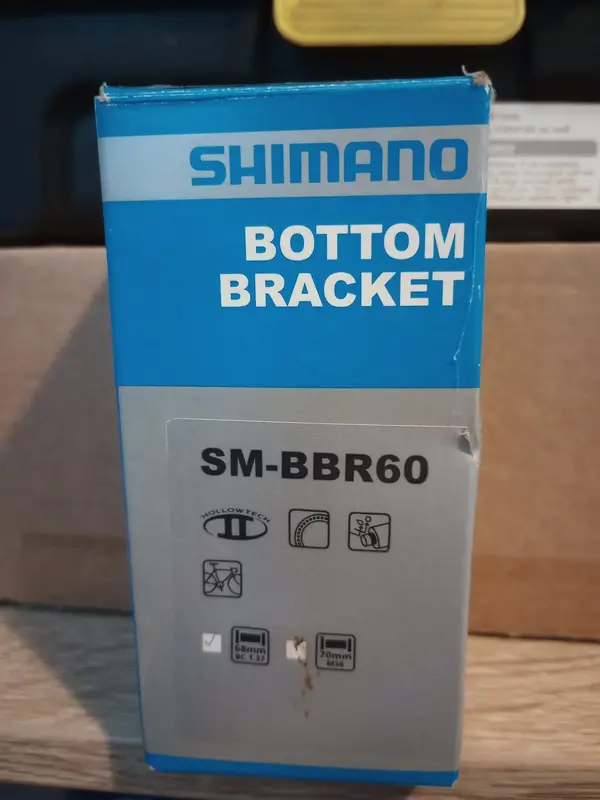 SHIMANO
BOTTOM
BRACKET
SM-BBR60
HOLLOWTECH
II
68mm
BC 1.37
70mm
M36